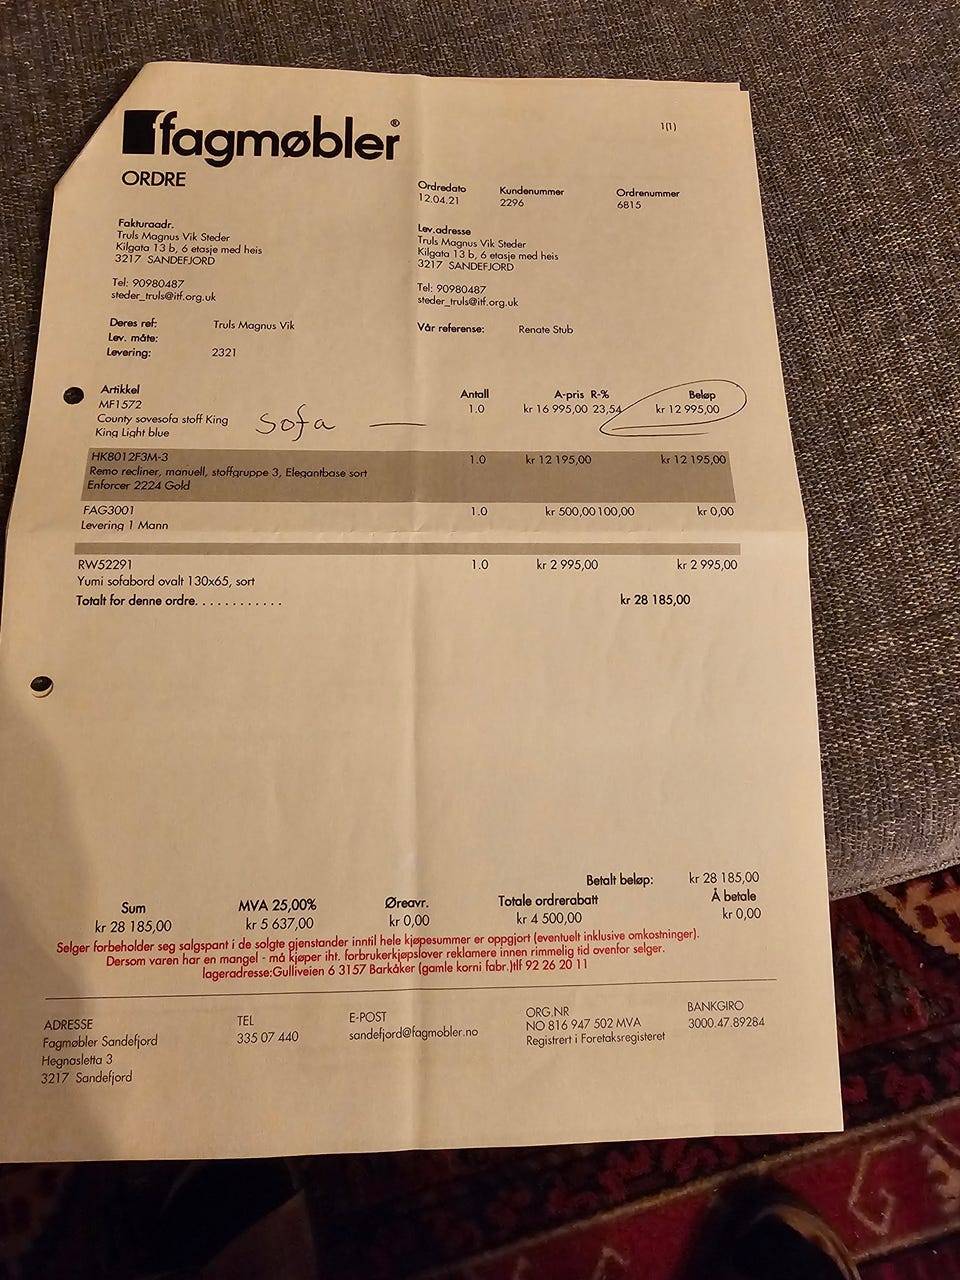 fagmøbler®
1(1)
ORDRE
Ordredato Kundenummer Ordrenummer
12.04.21 2296 6815
Fakturaadr.
Truls Magnus Vik Steder
Kilgata 13 b, 6 etasje med heis
3217 SANDEFJORD
Tel: 90980487
steder_truls@itf.org.uk
Lev.adresse
Truls Magnus Vik Steder
Kilgata 13 b, 6 etasje med heis
3217 SANDEFJORD
Tel: 90980487
steder_truls@itf.org.uk
Deres ref: Truls Magnus Vik
Lev. måte:
Levering: 2321
Vår referense: Renate Stub
Artikkel Antall A-pris R-% Beløp
MF1572 1.0 kr 16 995,00 23,54 kr 12 995,00
County sovesofa stoff King
King Light blue
Sofa —
HK8012F3M-3 1.0 kr 12 195,00 kr 12 195,00
Remo recliner, manuell, stoffgruppe 3, Elegantbase sort
Enforcer 2224 Gold
FAG3001 1.0 kr 500,00 100,00 kr 0,00
Levering 1 Mann
RW52291 1.0 kr 2 995,00 kr 2 995,00
Yumi sofabord ovalt 130x65, sort
Totalt for denne ordre. . . . . . . . . . . . kr 28 185,00
Betalt beløp: kr 28 185,00
Sum MVA 25,00% Øreavr. Totale ordrerabatt Å betale
kr 28 185,00 kr 5 637,00 kr 0,00 kr 4 500,00 kr 0,00
Selger forbeholder seg salgspant i de solgte gjenstander inntil hele kjøpesummer er oppgjort (eventuelt inklusive omkostninger).
Dersom varen har en mangel - må kjøper iht. forbrukerkjøpslover reklamere innen rimmelig tid ovenfor selger.
lageradresse:Gulliveien 6 3157 Barkåker (gamle korni fabr.)tlf 92 26 20 11
ADRESSE
Fagmøbler Sandefjord
Hegnasletta 3
3217 Sandefjord
TEL
335 07 440
E-POST
sandefjord@fagmobler.no
ORG.NR
NO 816 947 502 MVA
Registrert i Foretaksregisteret
BANKGIRO
3000.47.89284